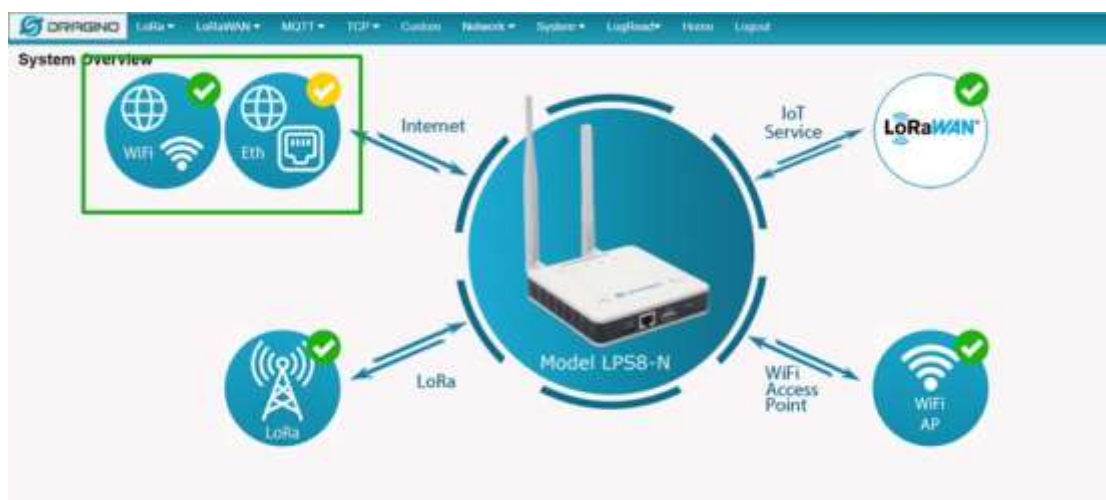 DRAGINO LoRa LoRaWAN MQTT TCP Custom Network System LogRead Home Logout
System Overview
WiFi
Eth
Internet
IoT
Service
LoRaWAN
Model LPS8-N
LoRa
LoRa
WiFi
Access
Point
WiFi
AP